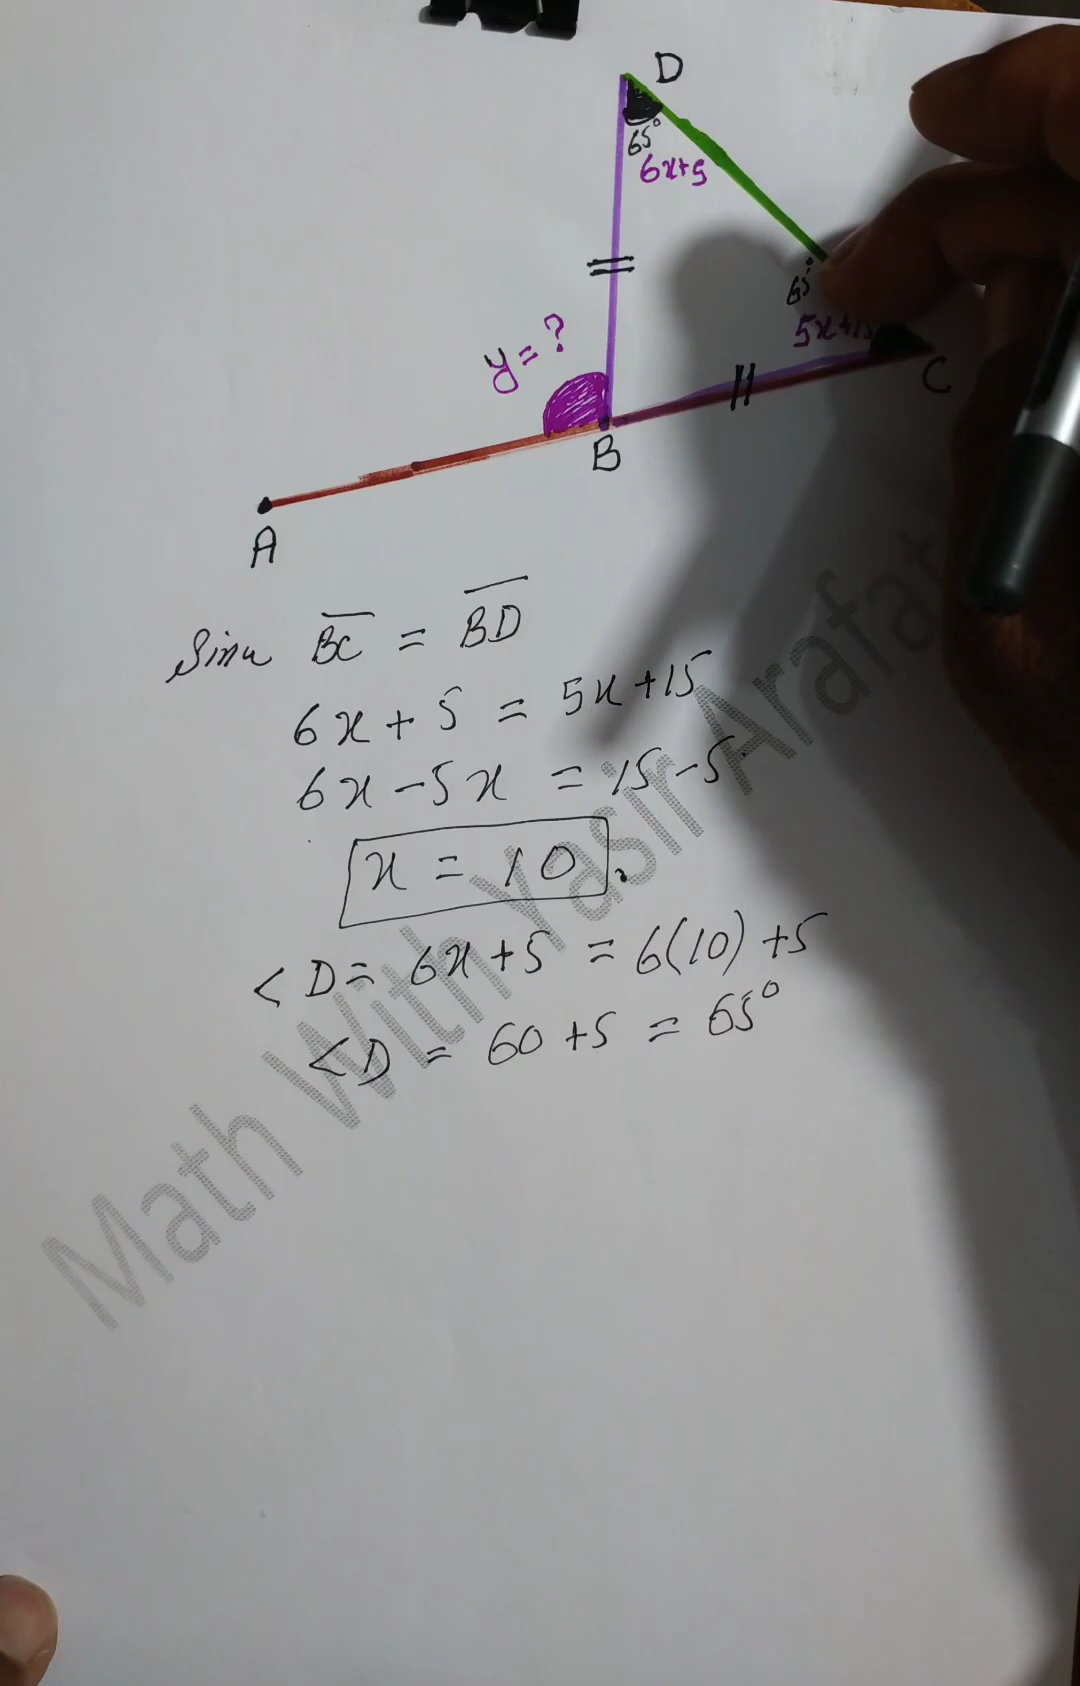 D
65°
6x+5
65°
5x+15
y=?
C
B
A
Since BC = BD
6x + 5 = 5x+15
6x - 5x = 15-5
x = 10.
<D = 6x+5 = 6(10)+5
<D = 60+5 = 65°
Math With Yasir Arafat